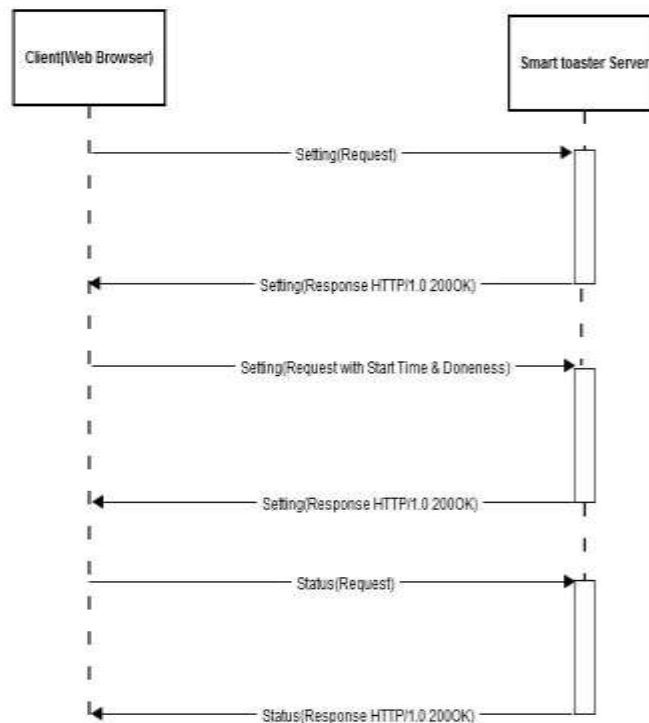 Client(Web Browser)
Smart toaster Server
Setting(Request)
Setting(Response HTTP/1.0 200OK)
Setting(Request with Start Time & Doneness)
Setting(Response HTTP/1.0 200OK)
Status(Request)
Status(Response HTTP/1.0 200OK)